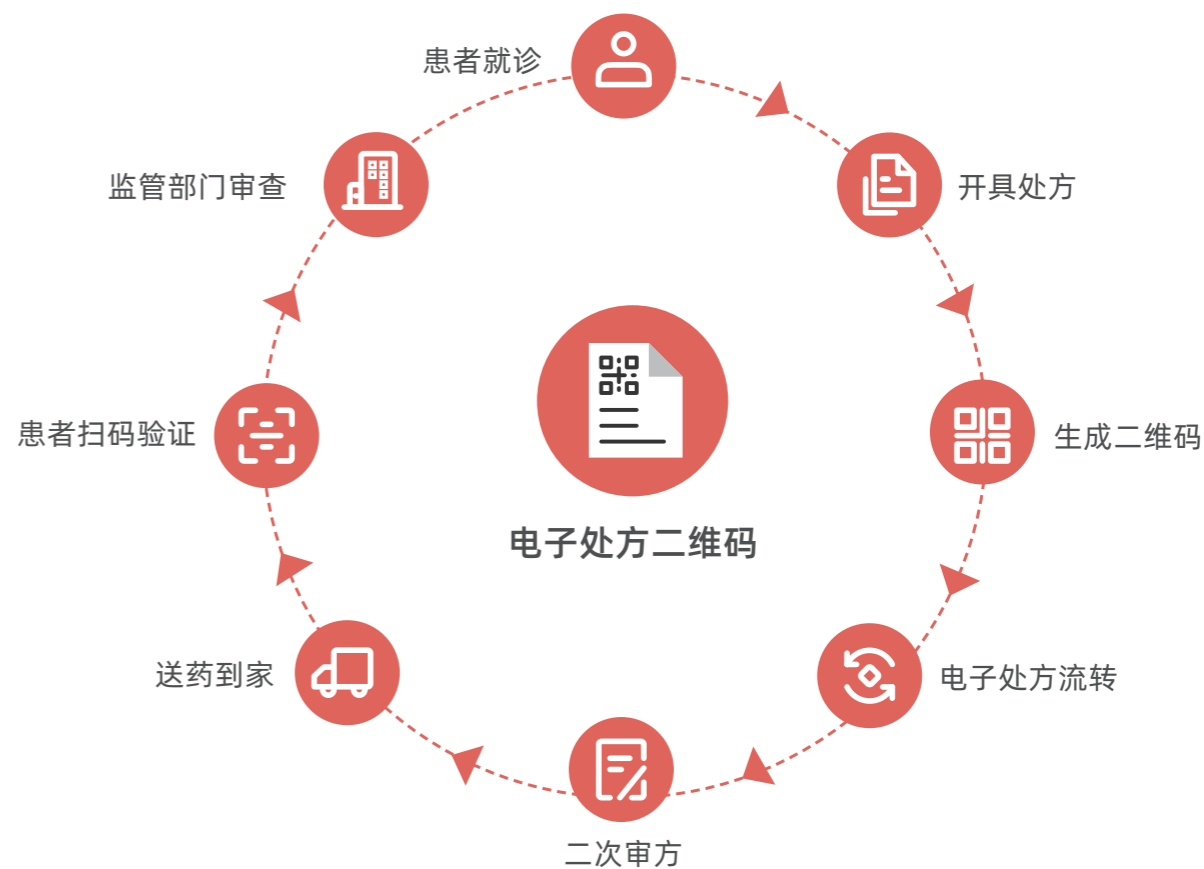 患者就诊
监管部门审查
开具处方
患者扫码验证
生成二维码
电子处方二维码
送药到家
电子处方流转
二次审方